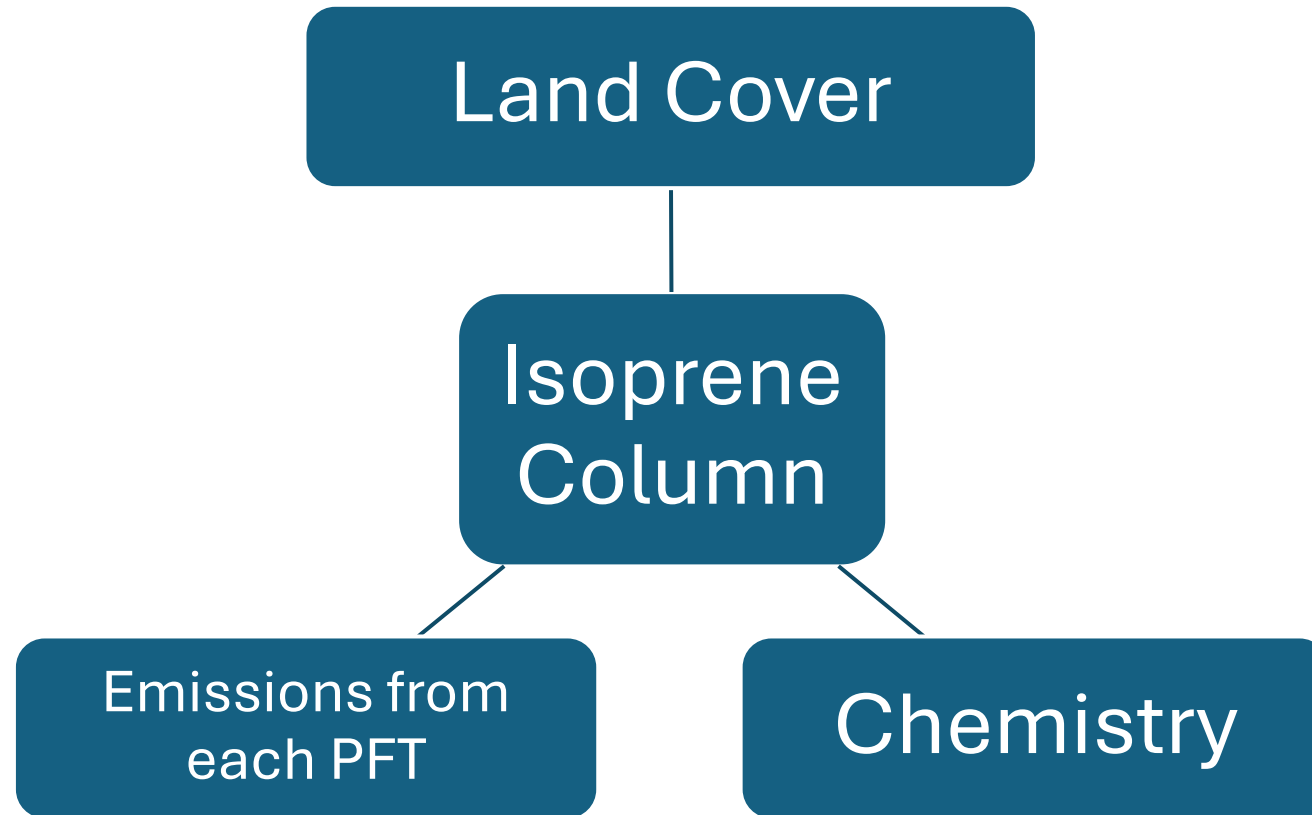 Land Cover
Isoprene
Column
Emissions from
each PFT
Chemistry